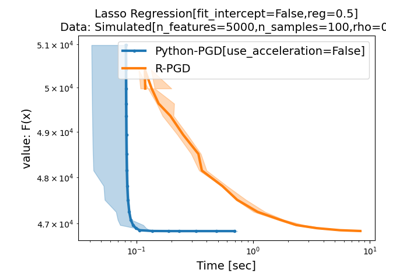 Lasso Regression[fit_intercept=False,reg=0.5]
Data: Simulated[n_features=5000,n_samples=100,rho=0
Python-PGD[use_acceleration=False]
R-PGD
value: F(x)
5.1 × 10⁴
5 × 10⁴
4.9 × 10⁴
4.8 × 10⁴
4.7 × 10⁴
10⁻¹
10⁰
10¹
Time [sec]